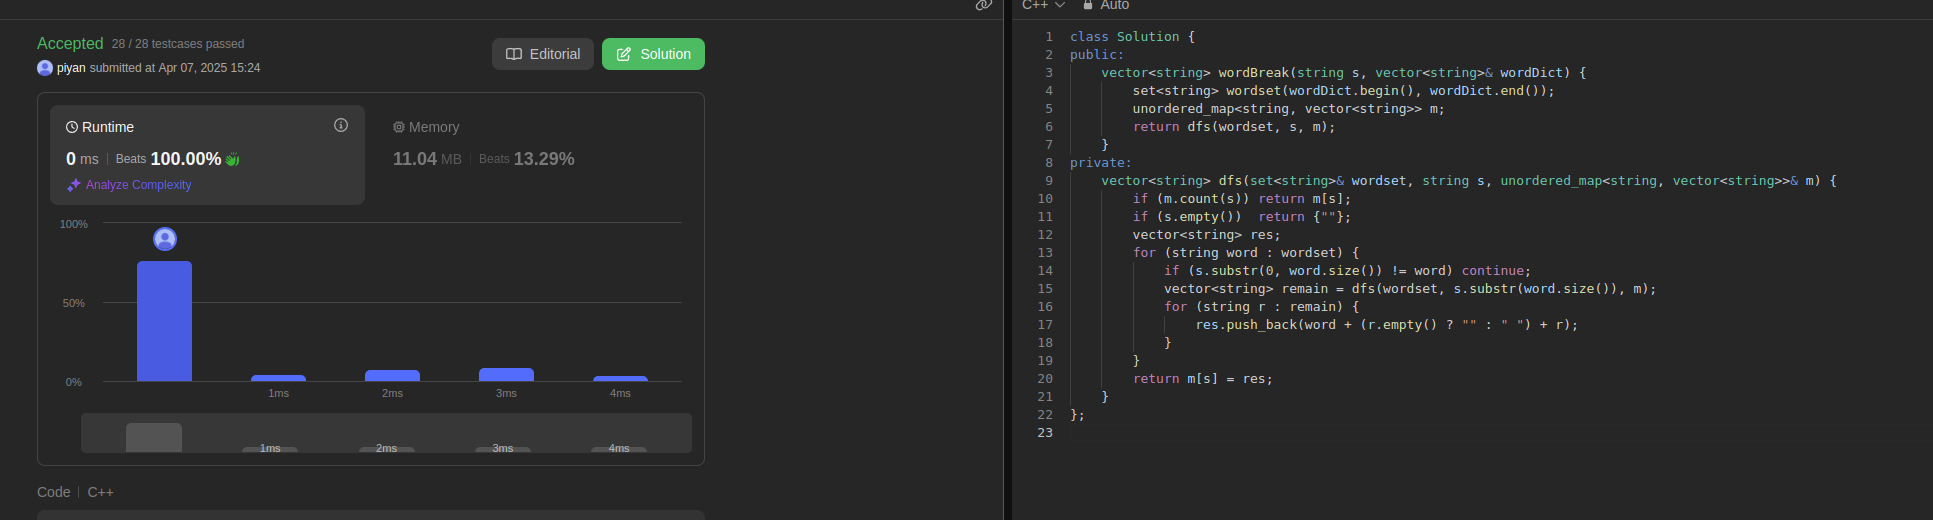 Accepted 28 / 28 testcases passed
piyan submitted at Apr 07, 2025 15:24
Editorial
Solution
Runtime
0 ms | Beats 100.00%
Analyze Complexity
Memory
11.04 MB | Beats 13.29%
100%
50%
0%
1ms 2ms 3ms 4ms
1ms 2ms 3ms 4ms
Code | C++
C++ Auto
1 class Solution {
2 public:
3     vector<string> wordBreak(string s, vector<string>& wordDict) {
4         set<string> wordset(wordDict.begin(), wordDict.end());
5         unordered_map<string, vector<string>> m;
6         return dfs(wordset, s, m);
7     }
8 private:
9     vector<string> dfs(set<string>& wordset, string s, unordered_map<string, vector<string>>& m) {
10         if (m.count(s)) return m[s];
11         if (s.empty())  return {""};
12         vector<string> res;
13         for (string word : wordset) {
14             if (s.substr(0, word.size()) != word) continue;
15             vector<string> remain = dfs(wordset, s.substr(word.size()), m);
16             for (string r : remain) {
17                 res.push_back(word + (r.empty() ? "" : " ") + r);
18             }
19         }
20         return m[s] = res;
21     }
22 };
23